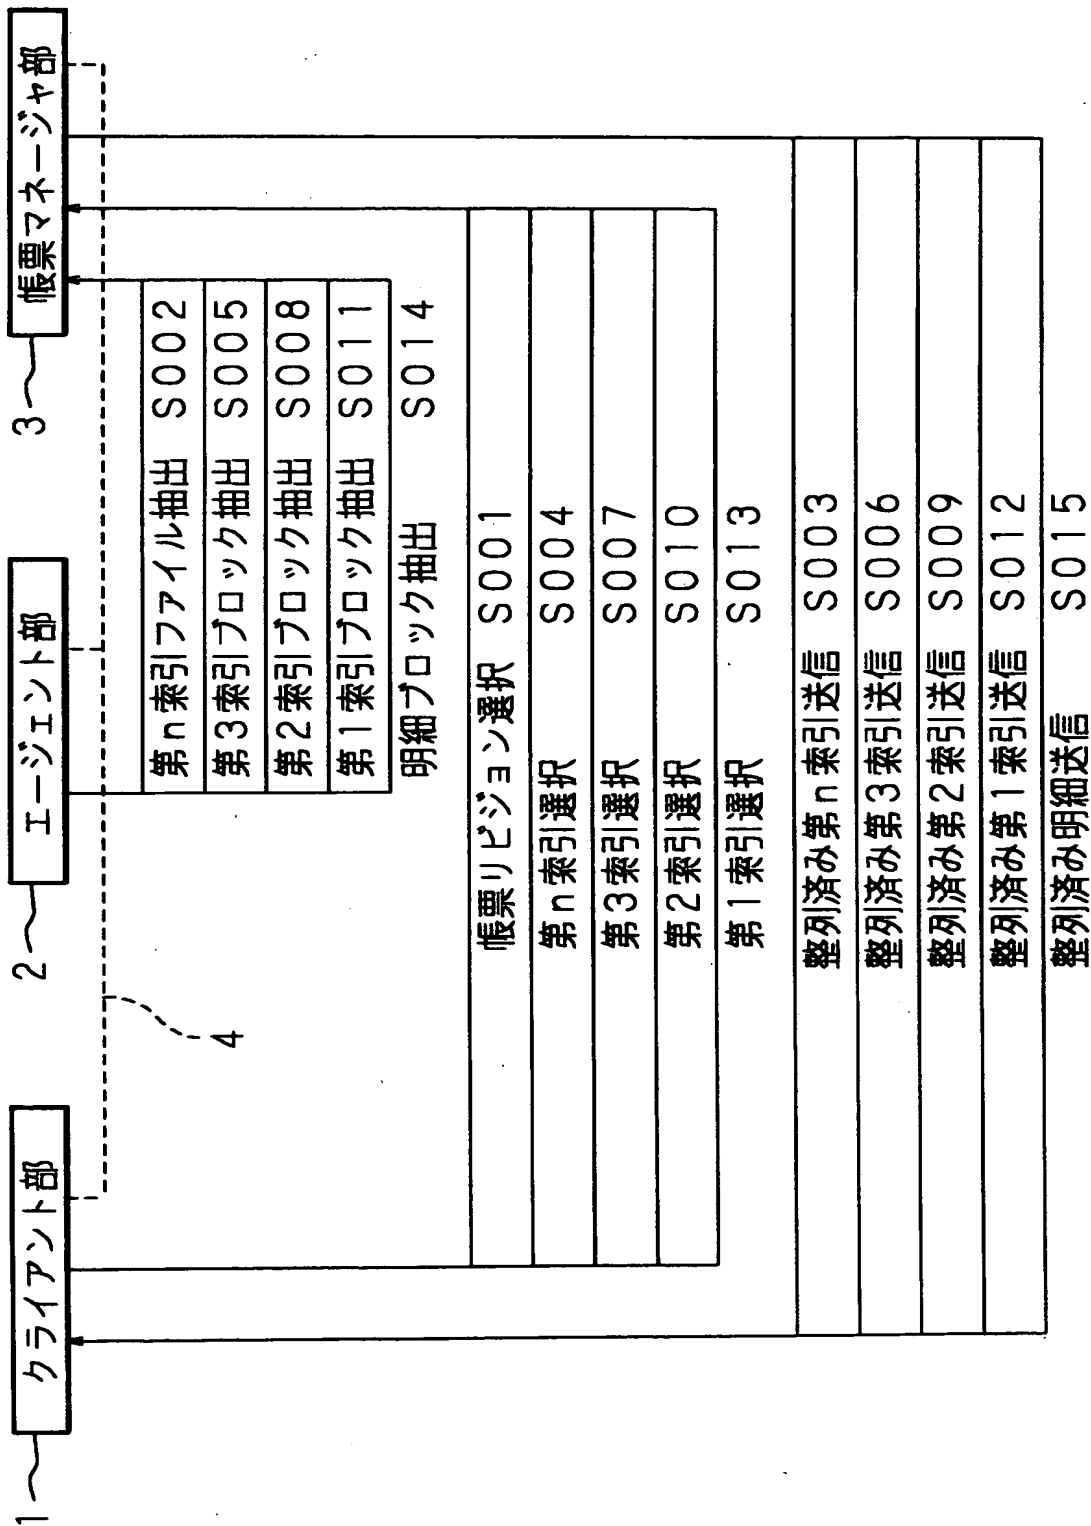 1
クライアント部
2
エージェント部
3
帳票マネージャ部
4
第n索引ファイル抽出 S002
第3索引ブロック抽出 S005
第2索引ブロック抽出 S008
第1索引ブロック抽出 S011
明細ブロック抽出 S014
帳票リビジョン選択 S001
第n索引選択 S004
第3索引選択 S007
第2索引選択 S010
第1索引選択 S013
整列済み第n索引送信 S003
整列済み第3索引送信 S006
整列済み第2索引送信 S009
整列済み第1索引送信 S012
整列済み明細送信 S015